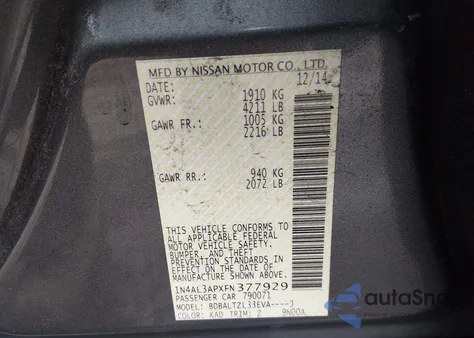 MFD BY NISSAN MOTOR CO., LTD.
DATE: 12/14
GVWR: 1910 KG
4211 LB
GAWR FR.: 1005 KG
2216 LB
GAWR RR.: 940 KG
2072 LB
THIS VEHICLE CONFORMS TO
ALL APPLICABLE FEDERAL
MOTOR VEHICLE SAFETY,
BUMPER, AND THEFT
PREVENTION STANDARDS IN
EFFECT ON THE DATE OF
MANUFACTURE SHOWN ABOVE.
1N4AL3APXFN377929
PASSENGER CAR 790071
MODEL: BDBALTZL33EVA----J
COLOR: KAD TRIM: Z 9N00A
autoSnap